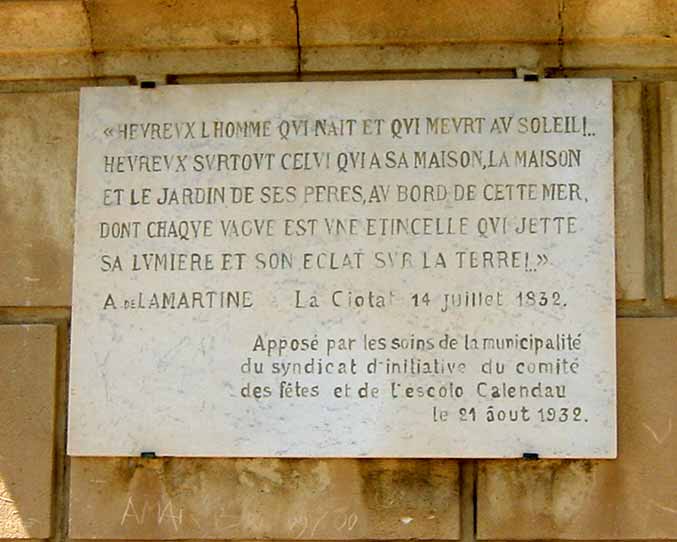 «HEVREVX LHOMME QVI NAIT ET QVI MEVRT AV SOLEIL!..
HEVREVX SVRTOVT CELVI QVI A SA MAISON, LA MAISON
ET LE JARDIN DE SES PERES, AV BORD DE CETTE MER,
DONT CHAQVE VAGVE EST VNE ETINCELLE QVI JETTE
SA LVMIERE ET SON ECLAT SVR LA TERRE!..»
A DE LAMARTINE La Ciotat 14 juillet 1832.
Apposé par les soins de la municipalité
du syndicat d'initiative du comité
des fêtes et de l'escolo Calendau
le 21 âout 1932.